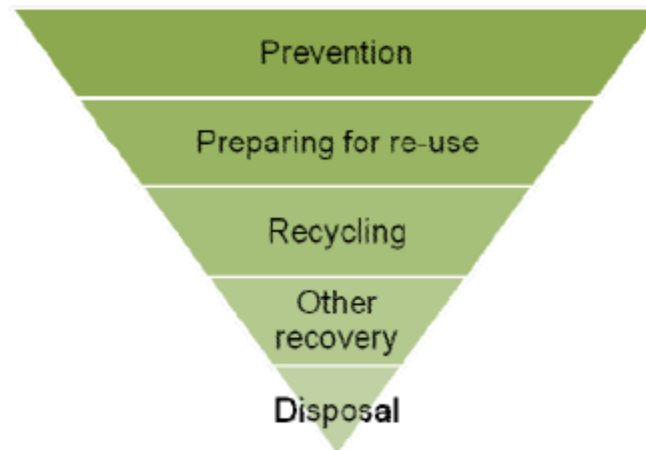 Prevention
Preparing for re-use
Recycling
Other
recovery
Disposal